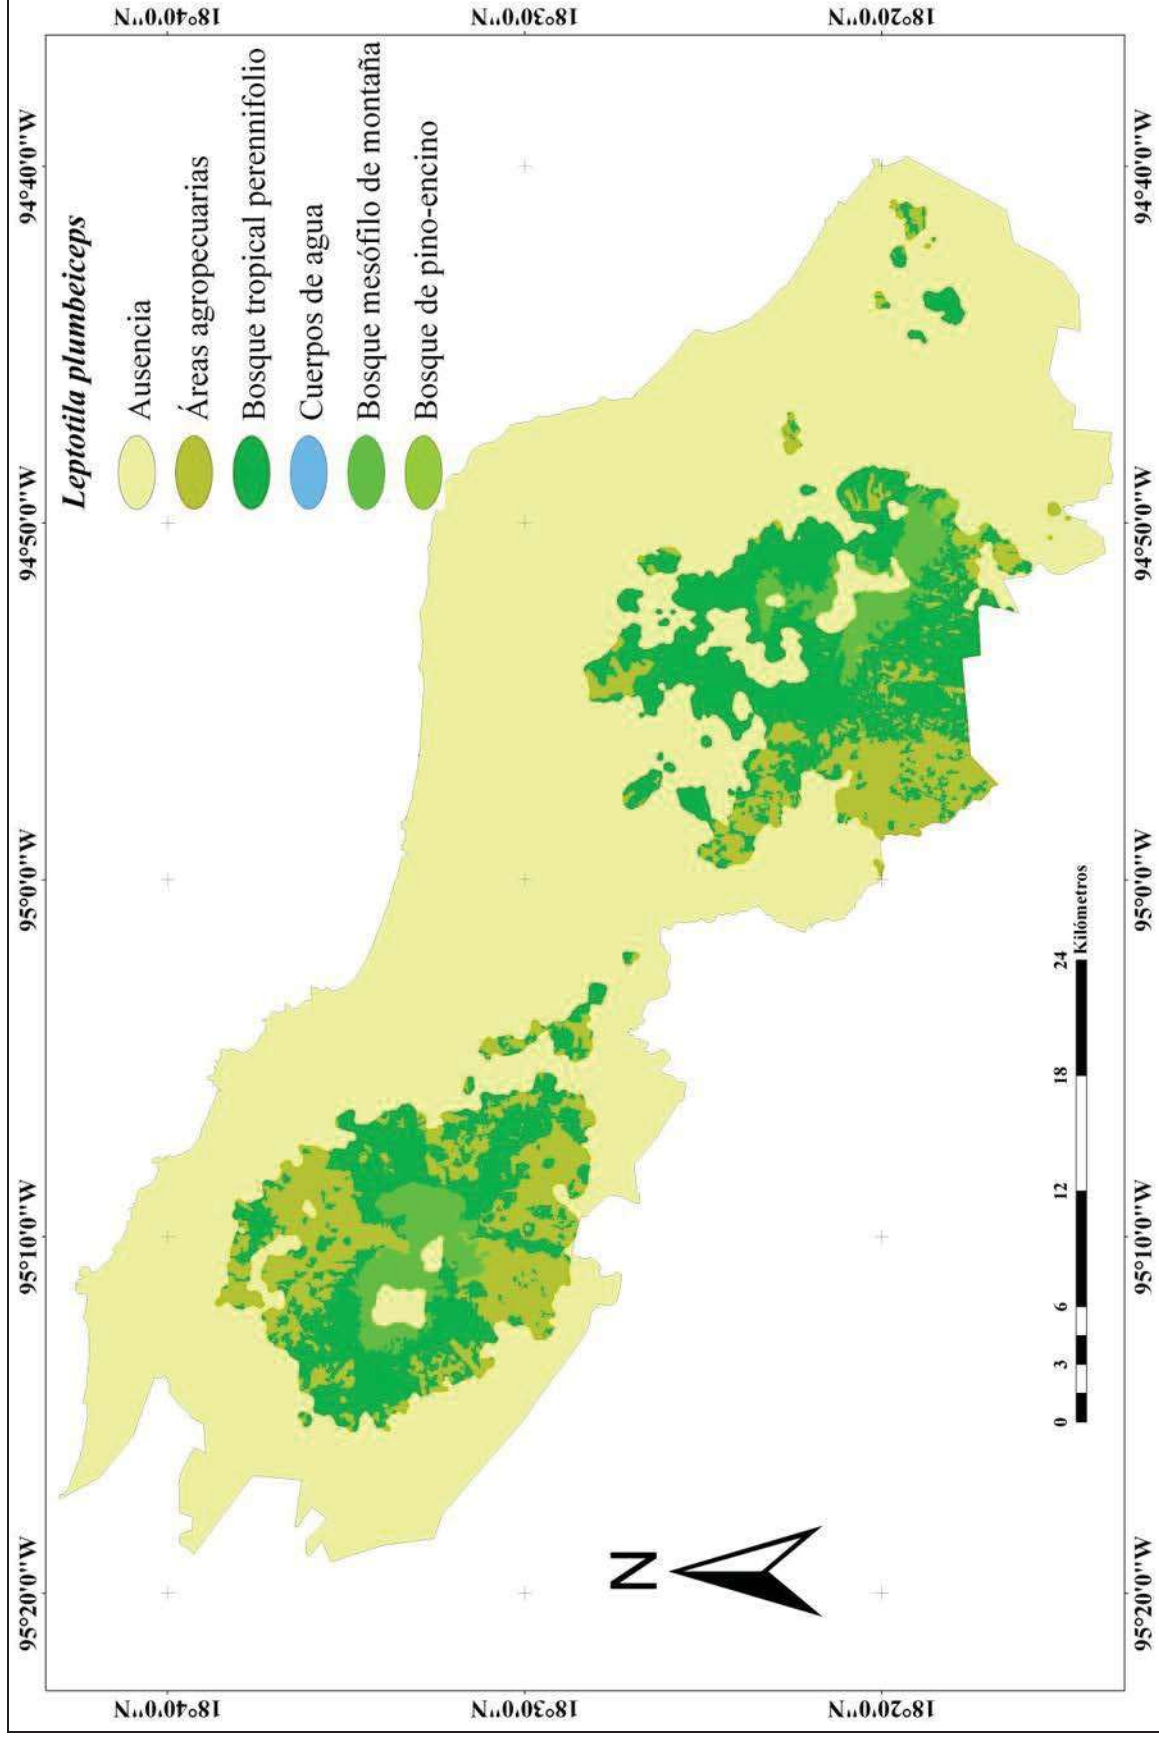 95°20'0"W 95°10'0"W 95°0'0"W 94°50'0"W 94°40'0"W
18°40'0"N
18°30'0"N
18°20'0"N
Leptotila plumbeiceps
Ausencia
Áreas agropecuarias
Bosque tropical perennifolio
Cuerpos de agua
Bosque mesófilo de montaña
Bosque de pino-encino
18°40'0"N
18°30'0"N
18°20'0"N
N
0 3 6 12 18 24
Kilómetros
95°20'0"W 95°10'0"W 95°0'0"W 94°50'0"W 94°40'0"W